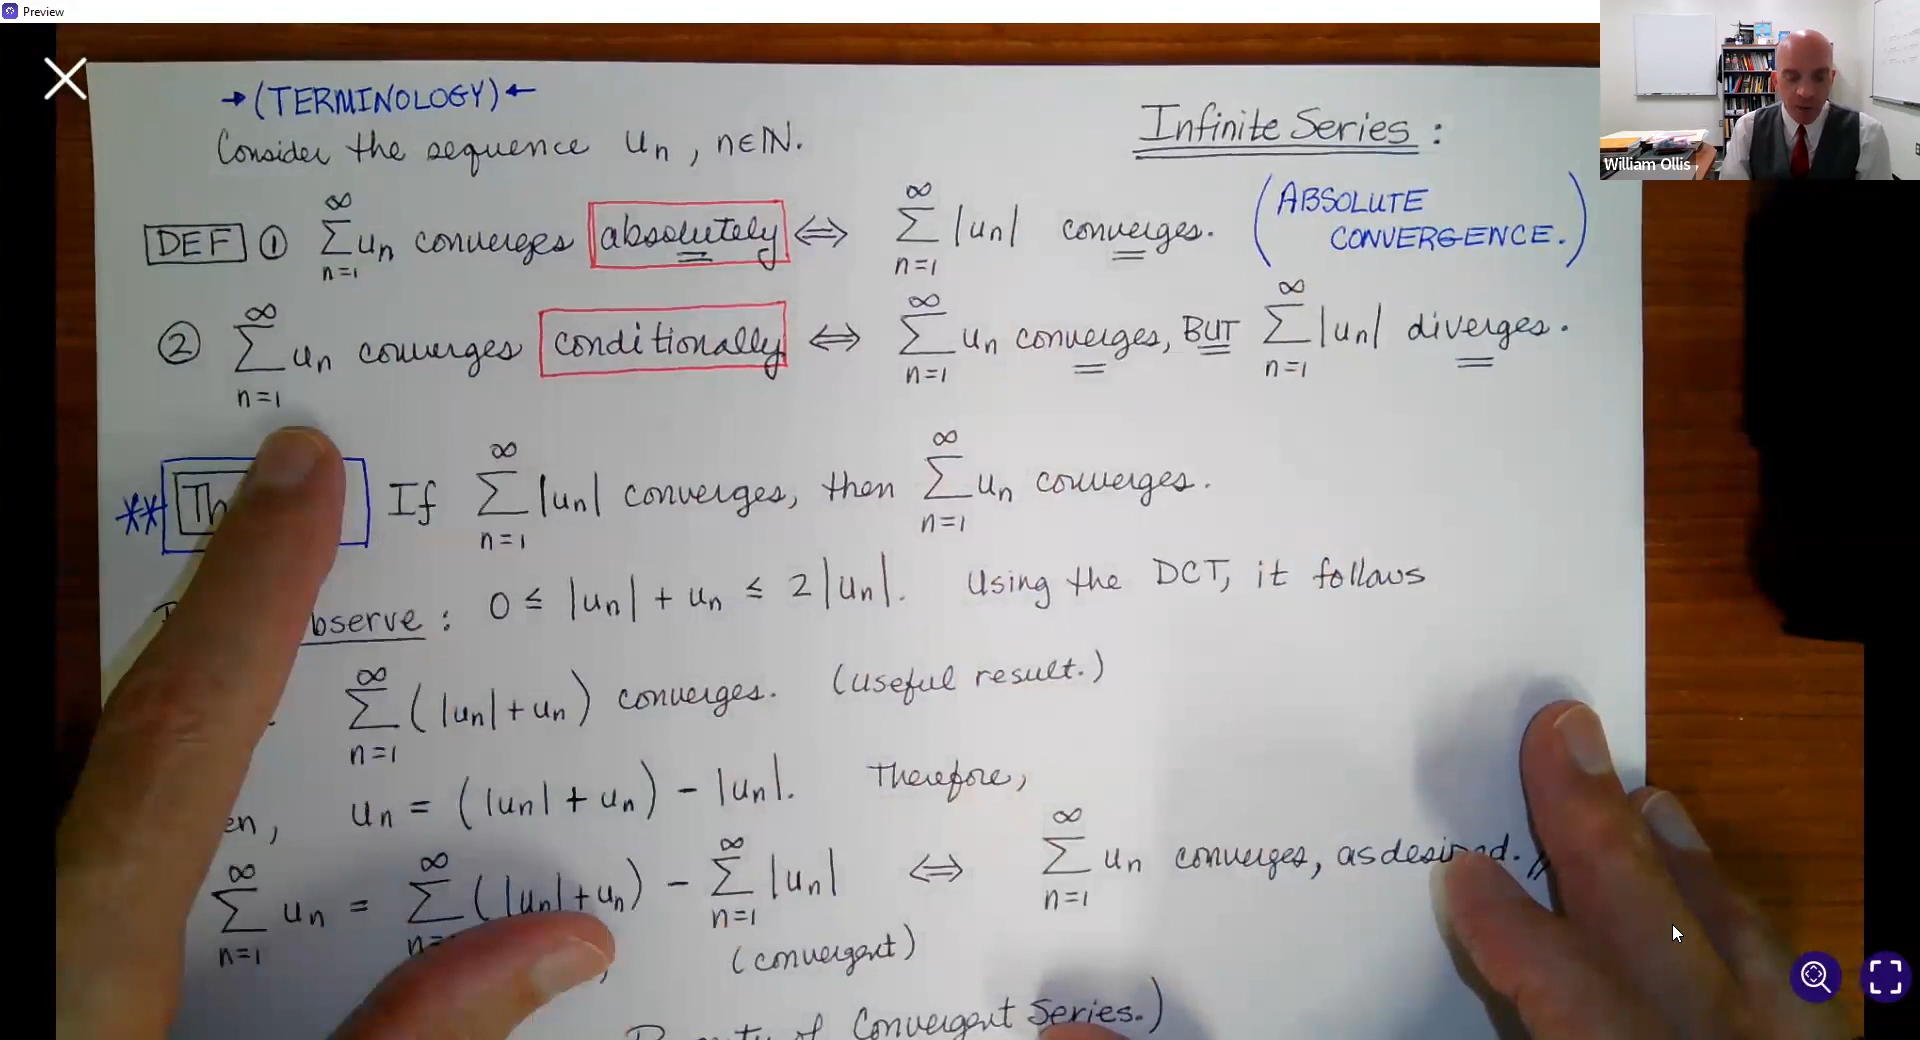 Preview
→(TERMINOLOGY)←
Consider the sequence uₙ, n∈ℕ.
Infinite Series:
William Ollis
DEF ① ∞∑n=1 uₙ converges absolutely ⟺ ∞∑n=1 |uₙ| converges. (ABSOLUTE CONVERGENCE.)
② ∞∑n=1 uₙ converges conditionally ⟺ ∞∑n=1 uₙ converges, BUT ∞∑n=1 |uₙ| diverges.
** If ∞∑n=1 |uₙ| converges, then ∞∑n=1 uₙ converges.
: 0 ≤ |uₙ| + uₙ ≤ 2|uₙ|. Using the DCT, it follows
∞∑n=1 (|uₙ|+uₙ) converges. (useful result.)
, uₙ = (|uₙ| + uₙ) - |uₙ|. Therefore,
∞∑n=1 uₙ = ∞∑ (|uₙ|+uₙ) - ∞∑n=1 |uₙ| ⟺ ∞∑n=1 uₙ converges, as desired. //
(convergent)
of Convergent Series.)